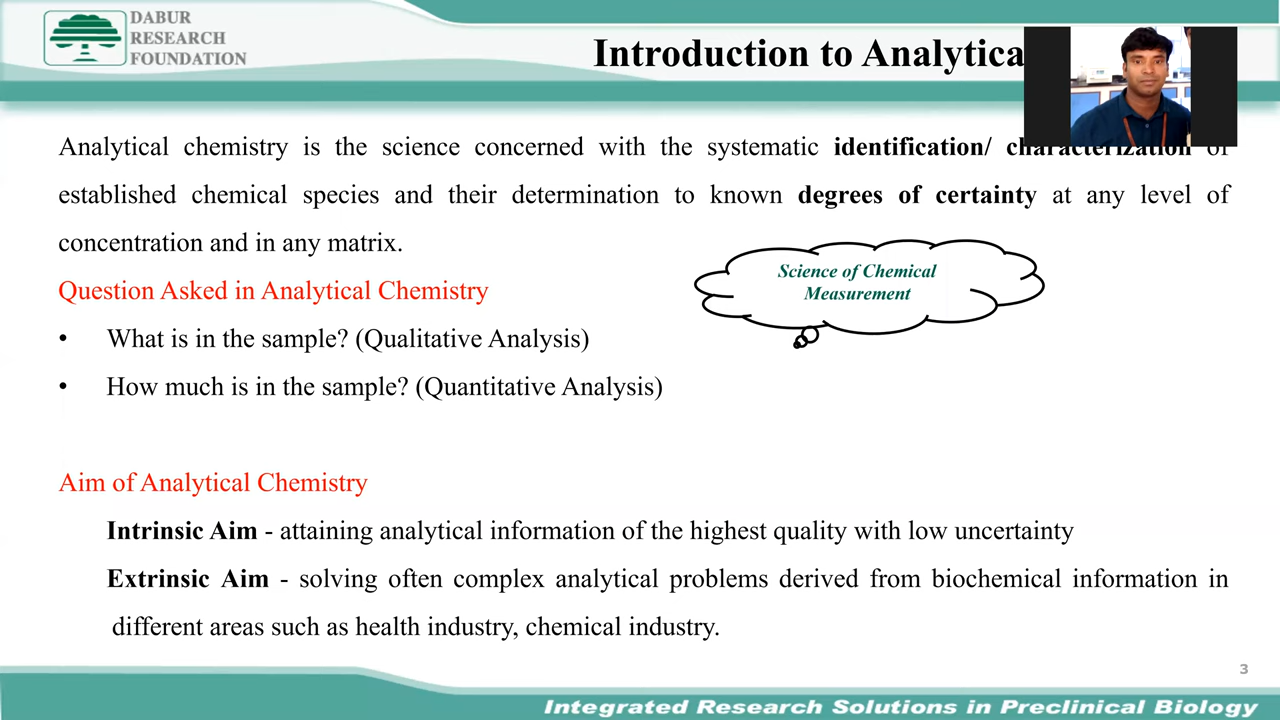 DABUR
RESEARCH
FOUNDATION
Introduction to Analytica
Analytical chemistry is the science concerned with the systematic identification/ characterization of
established chemical species and their determination to known degrees of certainty at any level of
concentration and in any matrix.
Science of Chemical
Measurement
Question Asked in Analytical Chemistry
• What is in the sample? (Qualitative Analysis)
• How much is in the sample? (Quantitative Analysis)
Aim of Analytical Chemistry
Intrinsic Aim - attaining analytical information of the highest quality with low uncertainty
Extrinsic Aim - solving often complex analytical problems derived from biochemical information in
different areas such as health industry, chemical industry.
3
Integrated Research Solutions in Preclinical Biology